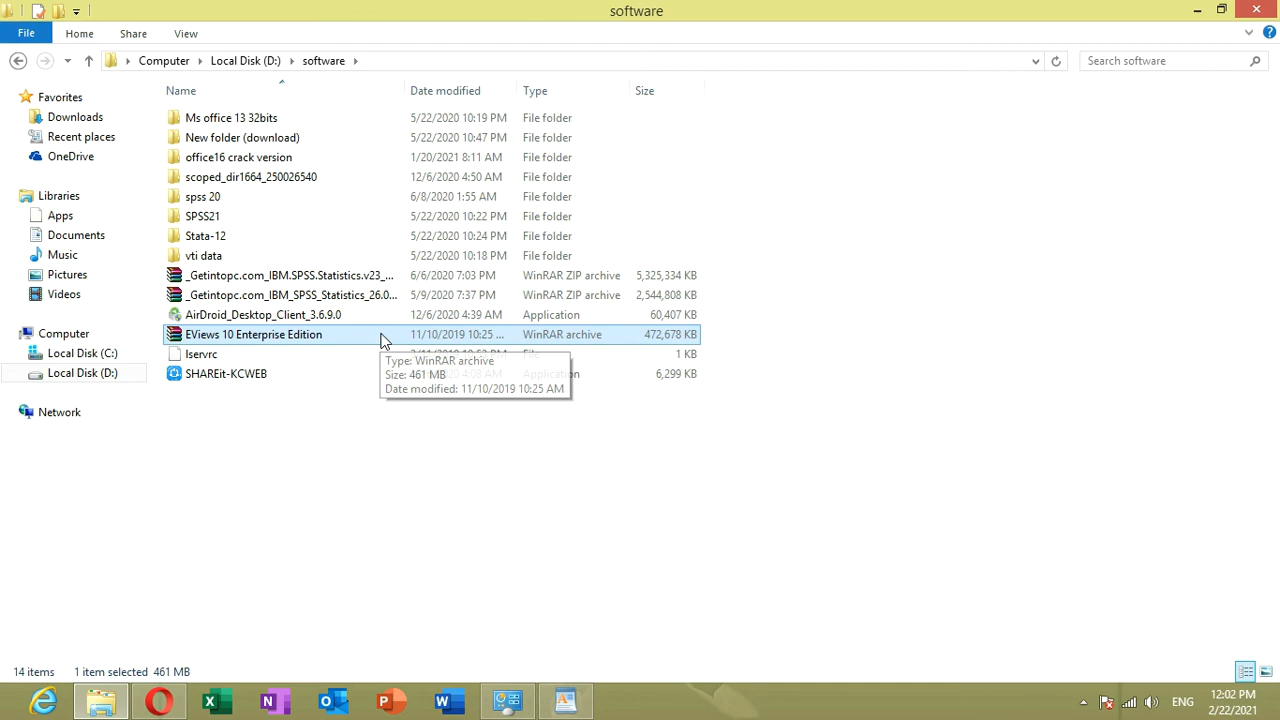 software
File Home Share View
Computer Local Disk (D:) software
Search software
Name Date modified Type Size
Favorites
Downloads
Recent places
OneDrive
Libraries
Apps
Documents
Music
Pictures
Videos
Computer
Local Disk (C:)
Local Disk (D:)
Network
Ms office 13 32bits 5/22/2020 10:19 PM File folder
New folder (download) 5/22/2020 10:47 PM File folder
office16 crack version 1/20/2021 8:11 AM File folder
scoped_dir1664_250026540 12/6/2020 4:50 AM File folder
spss 20 6/8/2020 1:55 AM File folder
SPSS21 5/22/2020 10:22 PM File folder
Stata-12 5/22/2020 10:24 PM File folder
vti data 5/22/2020 10:18 PM File folder
_Getintopc.com_IBM.SPSS.Statistics.v23_... 6/6/2020 7:03 PM WinRAR ZIP archive 5,325,334 KB
_Getintopc.com_IBM_SPSS_Statistics_26.0... 5/9/2020 7:37 PM WinRAR ZIP archive 2,544,808 KB
AirDroid_Desktop_Client_3.6.9.0 12/6/2020 4:39 AM Application 60,407 KB
EViews 10 Enterprise Edition 11/10/2019 10:25 ... WinRAR archive 472,678 KB
lservrc 1 KB
SHAREit-KCWEB 6,299 KB
Type: WinRAR archive
Size: 461 MB
Date modified: 11/10/2019 10:25 AM
14 items 1 item selected 461 MB
ENG
12:02 PM
2/22/2021